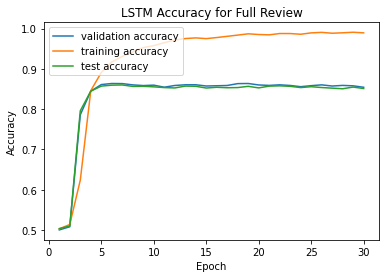 LSTM Accuracy for Full Review
validation accuracy
training accuracy
test accuracy
1.0
0.9
0.8
0.7
0.6
0.5
Accuracy
0
5
10
15
20
25
30
Epoch